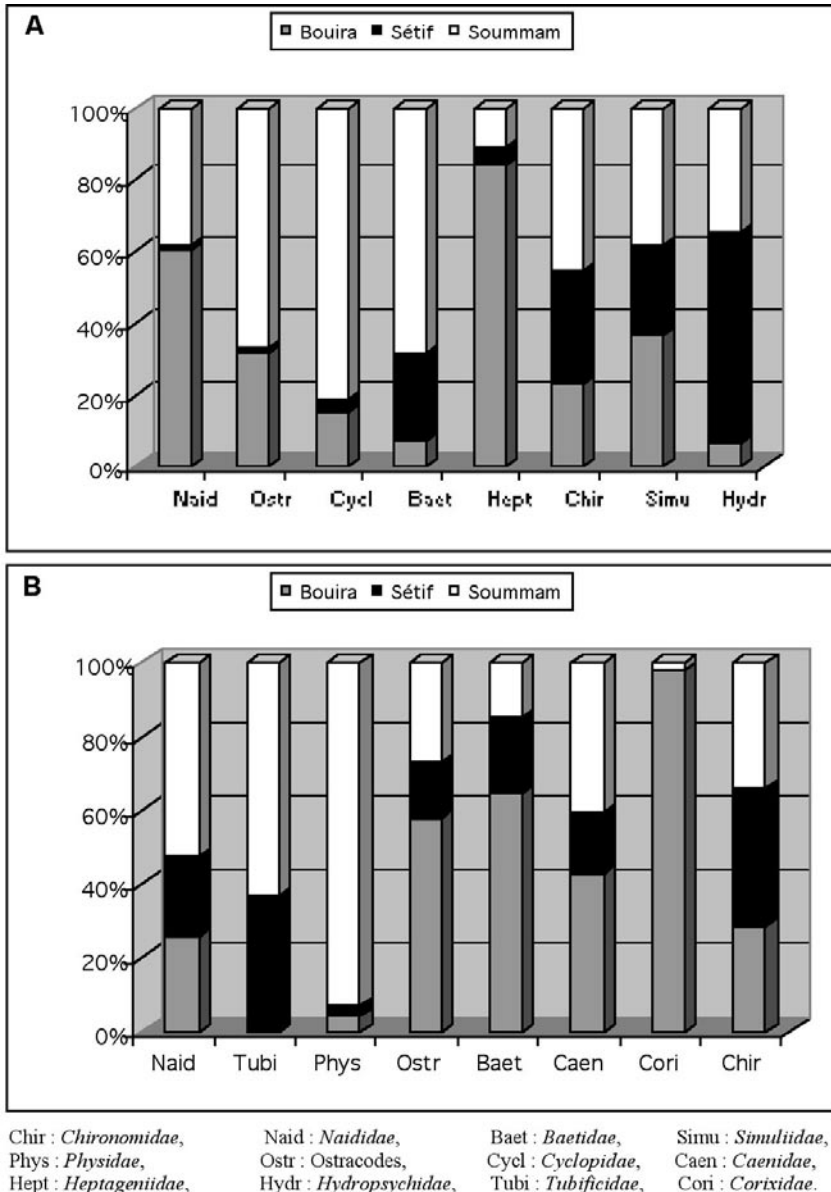 A
Bouira Sétif Soummam
100%
80%
60%
40%
20%
0%
Naid Ostr Cycl Baet Hept Chir Simu Hydr
B
Bouira Sétif Soummam
100%
80%
60%
40%
20%
0%
Naid Tubi Phys Ostr Baet Caen Cori Chir
Chir : Chironomidae, Naid : Naididae, Baet : Baetidae, Simu : Simuliidae,
Phys : Physidae, Ostr : Ostracodes, Cycl : Cyclopidae, Caen : Caenidae,
Hept : Heptageniidae, Hydr : Hydropsychidae, Tubi : Tubificidae, Cori : Corixidae.